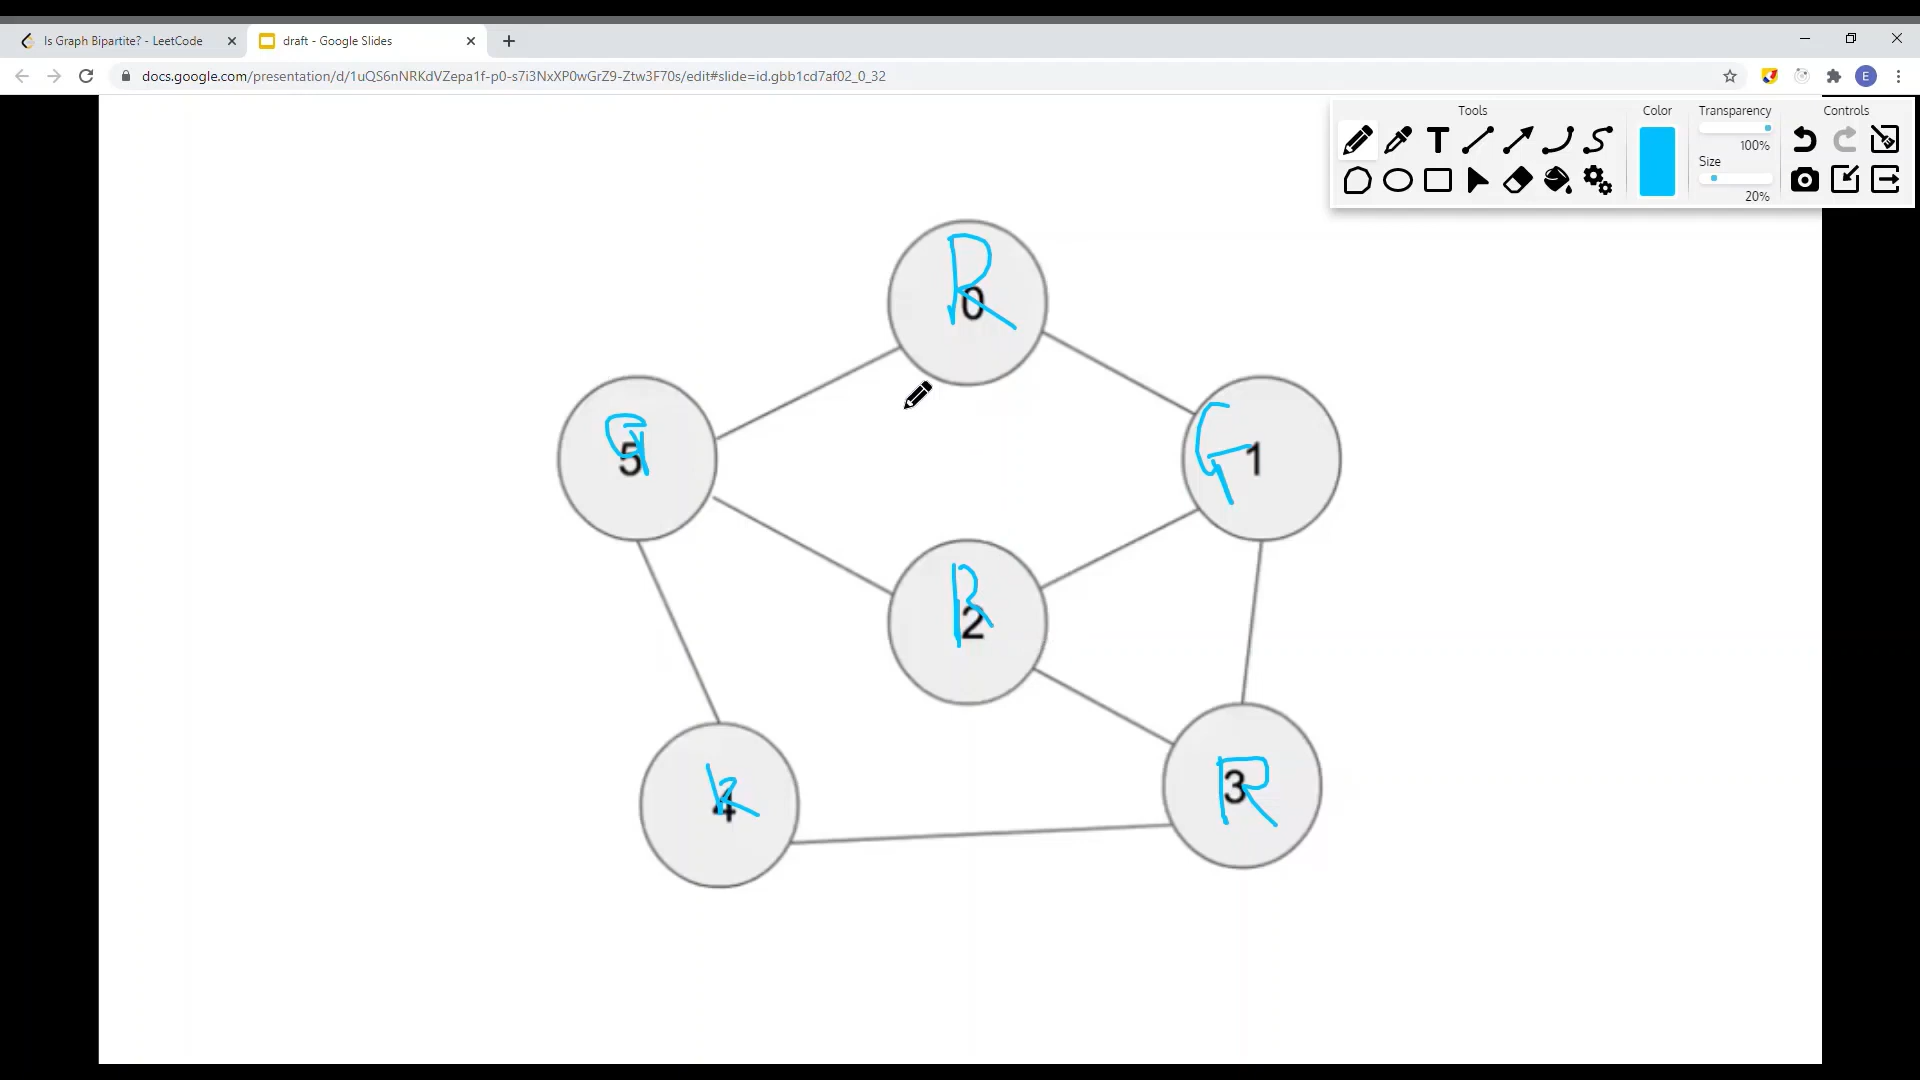 Is Graph Bipartite? - LeetCode
draft - Google Slides
docs.google.com/presentation/d/1uQS6nNRKdVZepa1f-p0-s7i3NxXP0wGrZ9-Ztw3F70s/edit#slide=id.gbb1cd7af02_0_32
E
Tools
Color
Transparency
Controls
T
100%
Size
20%
R
0
G
5
G
1
R
2
R
4
R
3